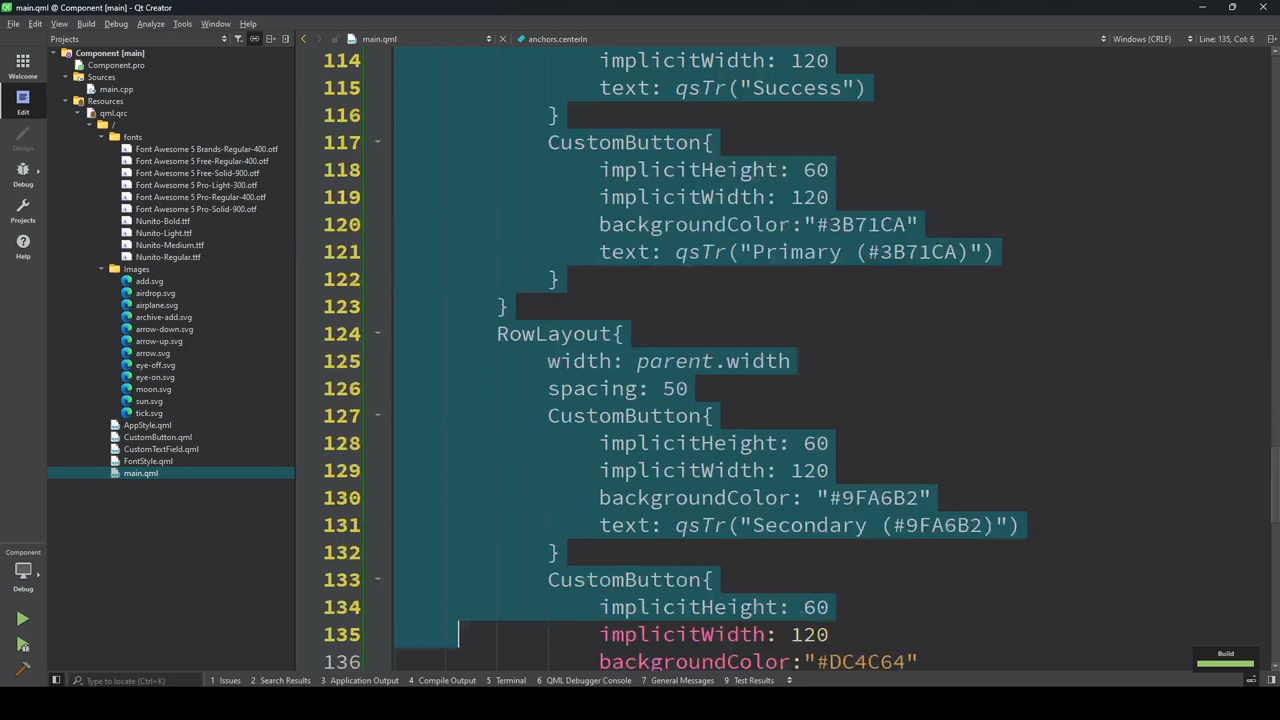 main.qml @ Component [main] - Qt Creator
File Edit View Build Debug Analyze Tools Window Help
Projects
main.qml
anchors.centerIn
Windows (CRLF)
Line: 135, Col: 6
Welcome
Edit
Design
Debug
Projects
Help
Component
Debug
Component [main]
Component.pro
Sources
main.cpp
Resources
qml.qrc
/
fonts
Font Awesome 5 Brands-Regular-400.otf
Font Awesome 5 Free-Regular-400.otf
Font Awesome 5 Free-Solid-900.otf
Font Awesome 5 Pro-Light-300.otf
Font Awesome 5 Pro-Regular-400.otf
Font Awesome 5 Pro-Solid-900.otf
Nunito-Bold.ttf
Nunito-Light.ttf
Nunito-Medium.ttf
Nunito-Regular.ttf
Images
add.svg
airdrop.svg
airplane.svg
archive-add.svg
arrow-down.svg
arrow-up.svg
arrow.svg
eye-off.svg
eye-on.svg
moon.svg
sun.svg
tick.svg
AppStyle.qml
CustomButton.qml
CustomTextField.qml
FontStyle.qml
main.qml
114 implicitWidth: 120
115 text: qsTr("Success")
116 }
117 CustomButton{
118 implicitHeight: 60
119 implicitWidth: 120
120 backgroundColor:"#3B71CA"
121 text: qsTr("Primary (#3B71CA)")
122 }
123 }
124 RowLayout{
125 width: parent.width
126 spacing: 50
127 CustomButton{
128 implicitHeight: 60
129 implicitWidth: 120
130 backgroundColor: "#9FA6B2"
131 text: qsTr("Secondary (#9FA6B2)")
132 }
133 CustomButton{
134 implicitHeight: 60
135 implicitWidth: 120
136 backgroundColor:"#DC4C64"
Build
Type to locate (Ctrl+K)
1 Issues 2 Search Results 3 Application Output 4 Compile Output 5 Terminal 6 QML Debugger Console 7 General Messages 9 Test Results